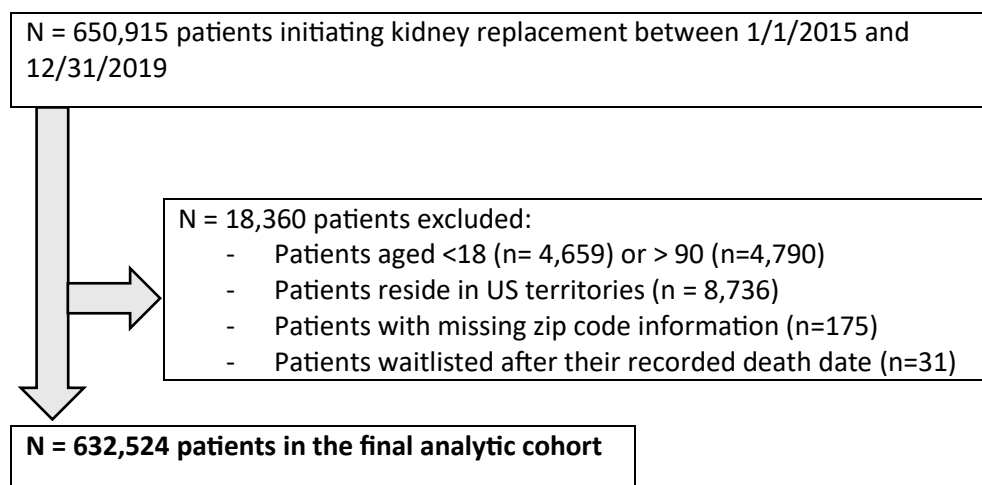 N = 650,915 patients initiating kidney replacement between 1/1/2015 and
12/31/2019
N = 18,360 patients excluded:
- Patients aged <18 (n= 4,659) or > 90 (n=4,790)
- Patients reside in US territories (n = 8,736)
- Patients with missing zip code information (n=175)
- Patients waitlisted after their recorded death date (n=31)
N = 632,524 patients in the final analytic cohort